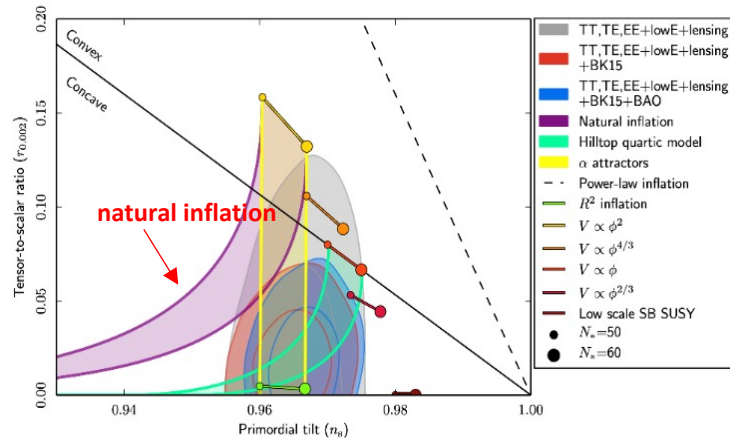 0.20
0.15
0.10
0.05
0.00
Tensor-to-scalar ratio (r0.002)
Convex
Concave
natural inflation
0.94
0.96
0.98
1.00
Primordial tilt (ns)
TT,TE,EE+lowE+lensing
TT,TE,EE+lowE+lensing
+BK15
TT,TE,EE+lowE+lensing
+BK15+BAO
Natural inflation
Hilltop quartic model
α attractors
Power-law inflation
R² inflation
V ∝ ϕ²
V ∝ ϕ^4/3
V ∝ ϕ
V ∝ ϕ^2/3
Low scale SB SUSY
N*=50
N*=60